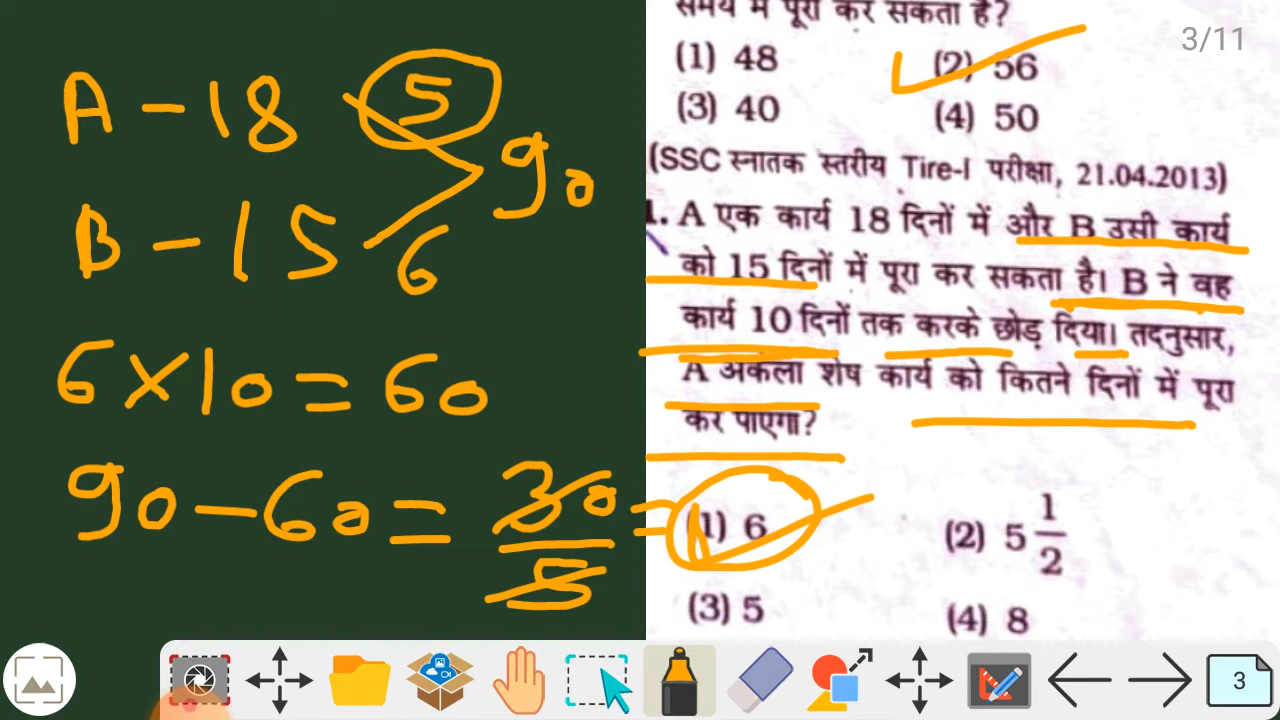 A - 18 5
90
B - 15 6
6 × 10 = 60
90 - 60 = 30/5 =
समय में पूरा कर सकता है?
3/11
(1) 48 (2) 56
(3) 40 (4) 50
(SSC स्नातक स्तरीय Tire-I परीक्षा, 21.04.2013)
1. A एक कार्य 18 दिनों में और B उसी कार्य
को 15 दिनों में पूरा कर सकता है। B ने वह
कार्य 10 दिनों तक करके छोड़ दिया। तदनुसार,
A अकेला शेष कार्य को कितने दिनों में पूरा
कर पाएगा?
(1) 6 (2) 5 1/2
(3) 5 (4) 8
3